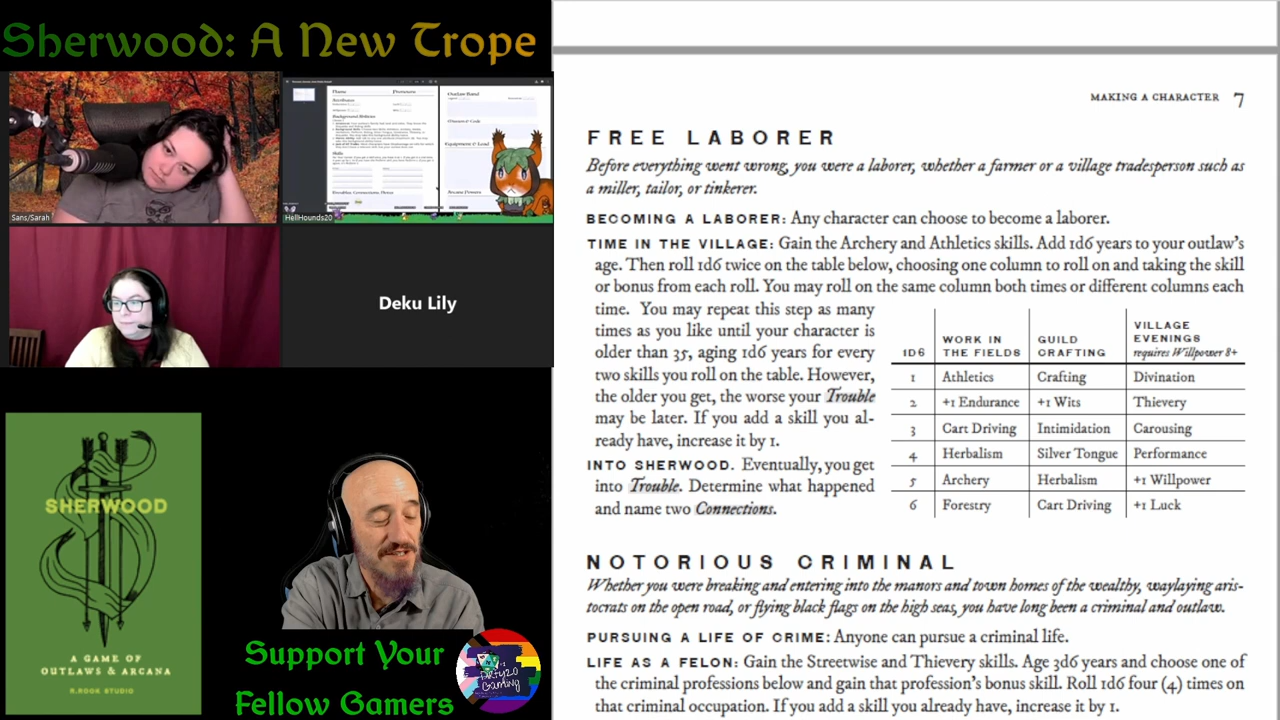 Sherwood: A New Trope
Sans/Sarah
HellHounds20
Deku Lily
SHERWOOD
A GAME OF
OUTLAWS & ARCANA
R.ROOK STUDIO
Support Your
Fellow Gamers
MAKING A CHARACTER 7
FREE LABORER
Before everything went wrong, you were a laborer, whether a farmer or a village tradesperson such as
a miller, tailor, or tinkerer.
BECOMING A LABORER: Any character can choose to become a laborer.
TIME IN THE VILLAGE: Gain the Archery and Athletics skills. Add 1d6 years to your outlaw's
age. Then roll 1d6 twice on the table below, choosing one column to roll on and taking the skill
or bonus from each roll. You may roll on the same column both times or different columns each
time. You may repeat this step as many
times as you like until your character is
older than 35, aging 1d6 years for every
two skills you roll on the table. However,
the older you get, the worse your Trouble
may be later. If you add a skill you al-
ready have, increase it by 1.
INTO SHERWOOD. Eventually, you get
into Trouble. Determine what happened
and name two Connections.
1D6 WORK IN THE FIELDS GUILD CRAFTING VILLAGE EVENINGS requires Willpower 8+
1 Athletics Crafting Divination
2 +1 Endurance +1 Wits Thievery
3 Cart Driving Intimidation Carousing
4 Herbalism Silver Tongue Performance
5 Archery Herbalism +1 Willpower
6 Forestry Cart Driving +1 Luck
NOTORIOUS CRIMINAL
Whether you were breaking and entering into the manors and town homes of the wealthy, waylaying aris-
tocrats on the open road, or flying black flags on the high seas, you have long been a criminal and outlaw.
PURSUING A LIFE OF CRIME: Anyone can pursue a criminal life.
LIFE AS A FELON: Gain the Streetwise and Thievery skills. Age 3d6 years and choose one of
the criminal professions below and gain that profession's bonus skill. Roll 1d6 four (4) times on
that criminal occupation. If you add a skill you already have, increase it by 1.